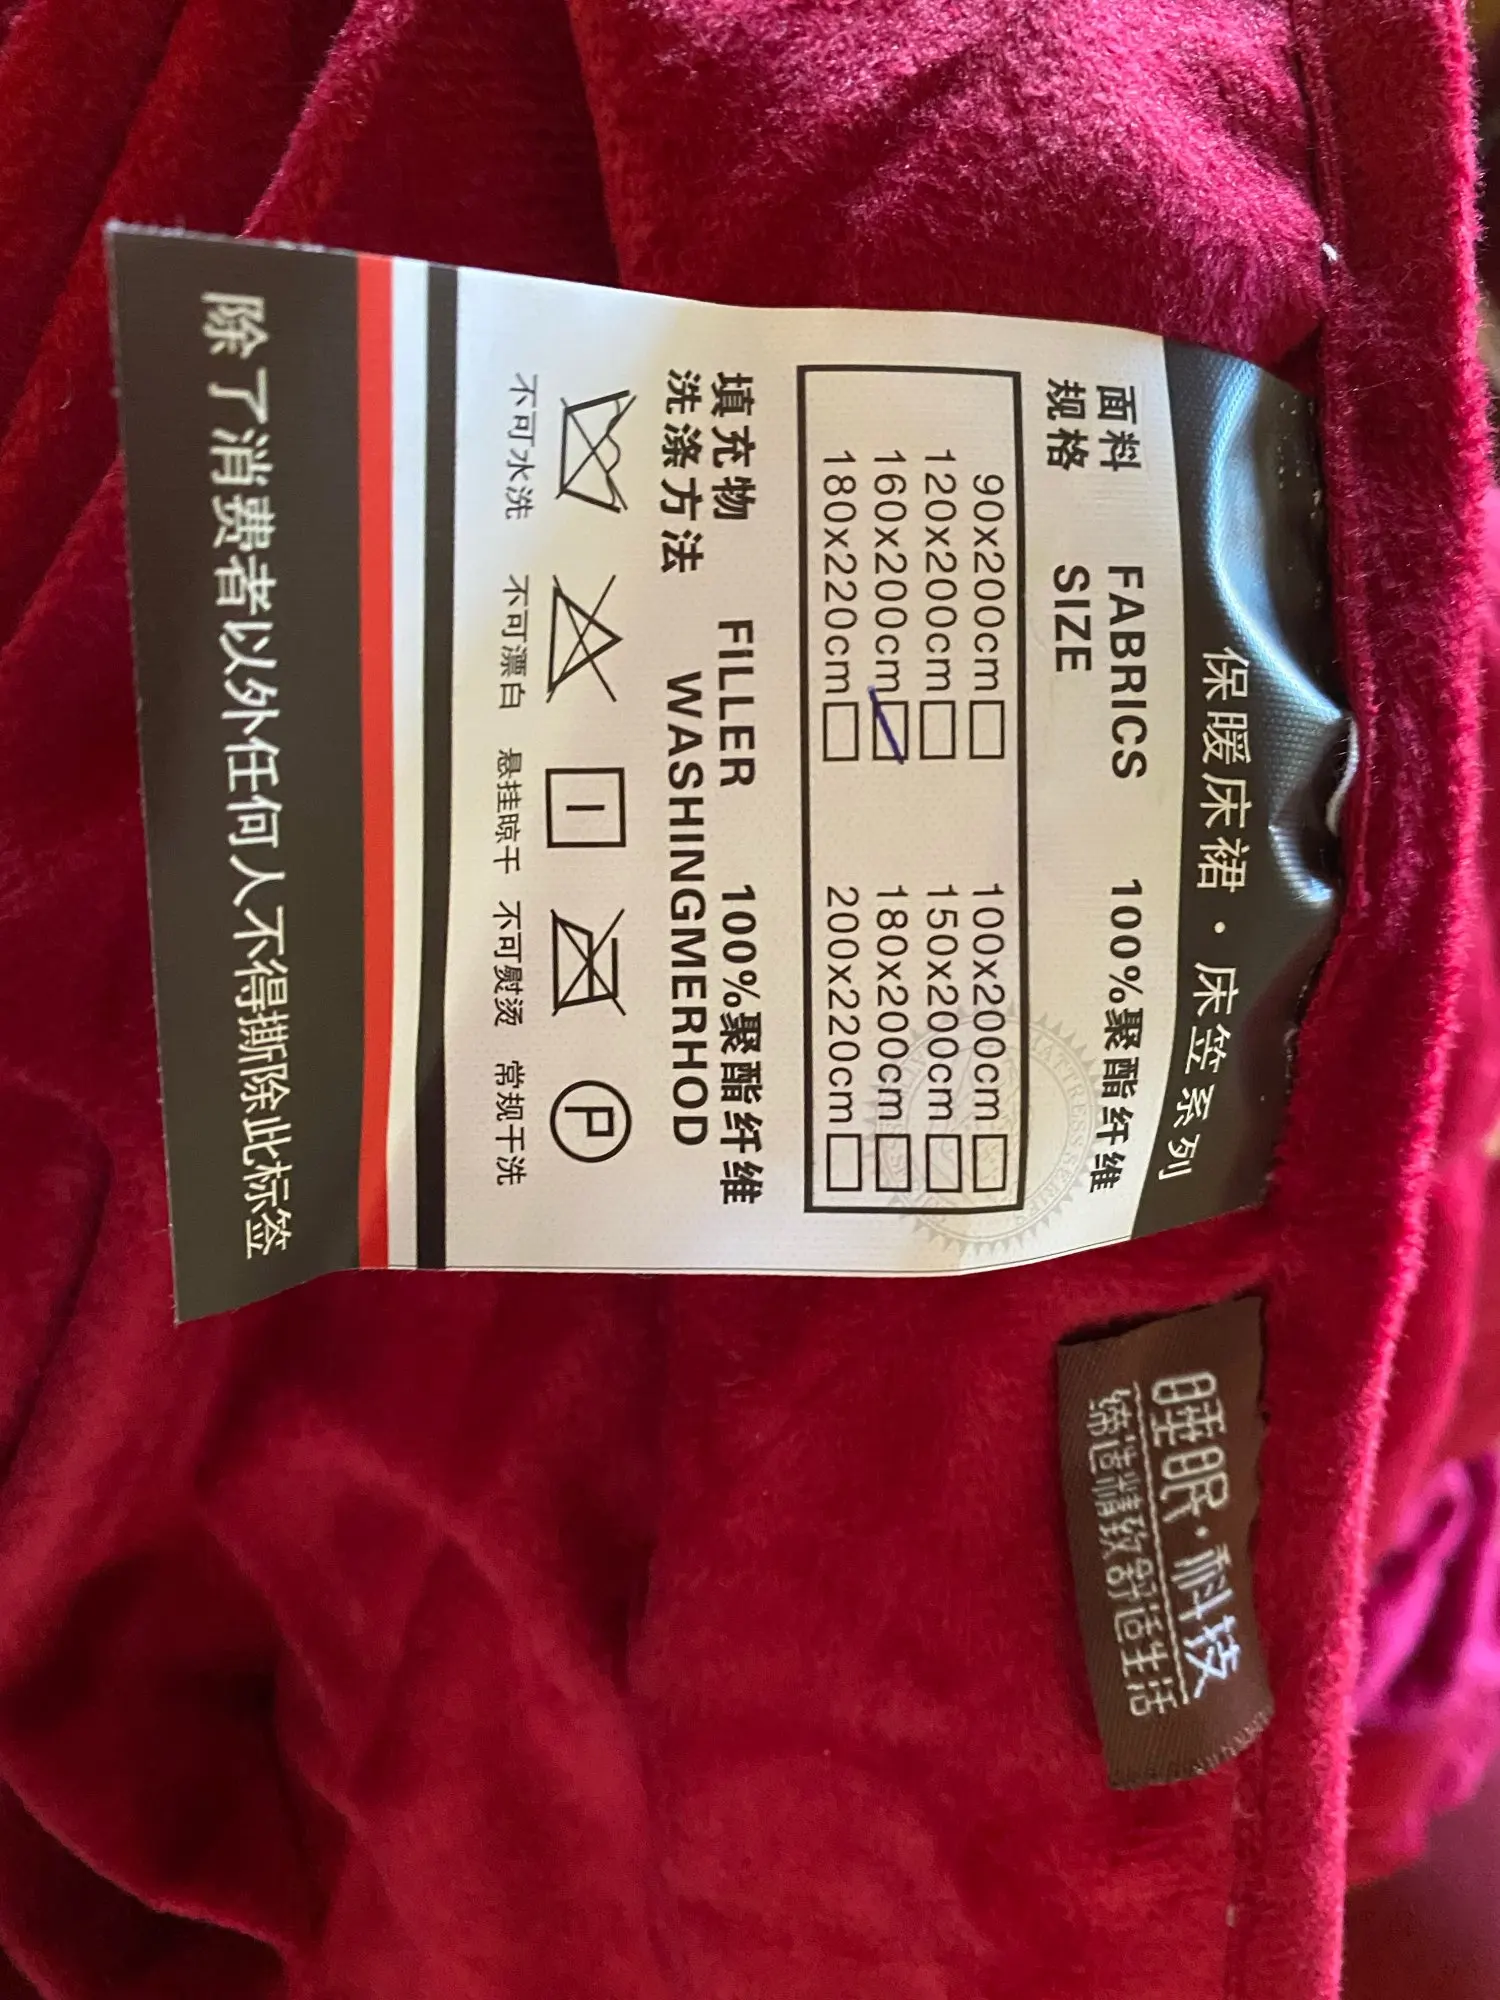 保暖床裙·床笠系列
面料 FABRICS 100%聚酯纤维
规格 SIZE
90x200cm 100x200cm
120x200cm 150x200cm
160x200cm 180x200cm
180x220cm 200x220cm
填充物 FILLER 100%聚酯纤维
洗涤方法 WASHINGMERHOD
P
不可水洗 不可漂白 悬挂晾干 不可熨烫 常规干洗
除了消费者以外任何人不得撕除此标签
睡眠·科技
缔造精致舒适生活
MATTRESS SERIES